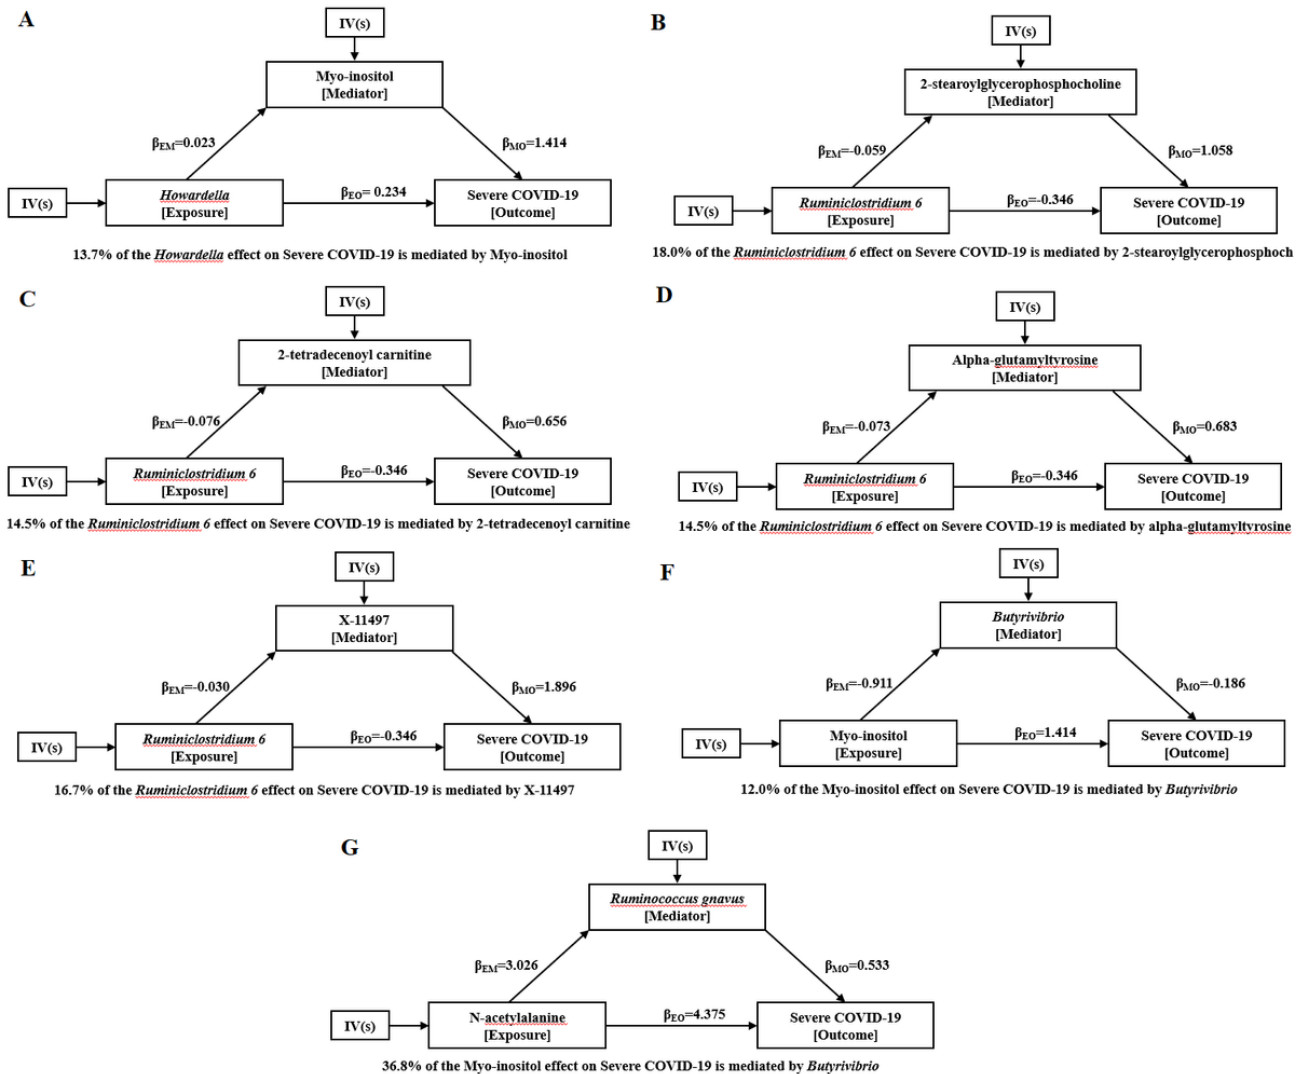 A
IV(s)
Myo-inositol
[Mediator]
βEM=0.023
βMO=1.414
IV(s)
Howardella
[Exposure]
βEO= 0.234
Severe COVID-19
[Outcome]
13.7% of the Howardella effect on Severe COVID-19 is mediated by Myo-inositol
B
IV(s)
2-stearoylglycerophosphocholine
[Mediator]
βEM=-0.059
βMO=1.058
IV(s)
Ruminiclostridium 6
[Exposure]
βEO=-0.346
Severe COVID-19
[Outcome]
18.0% of the Ruminiclostridium 6 effect on Severe COVID-19 is mediated by 2-stearoylglycerophosphoch
C
IV(s)
2-tetradecenoyl carnitine
[Mediator]
βEM=-0.076
βMO=0.656
IV(s)
Ruminiclostridium 6
[Exposure]
βEO=-0.346
Severe COVID-19
[Outcome]
14.5% of the Ruminiclostridium 6 effect on Severe COVID-19 is mediated by 2-tetradecenoyl carnitine
D
IV(s)
Alpha-glutamyltyrosine
[Mediator]
βEM=-0.073
βMO=0.683
IV(s)
Ruminiclostridium 6
[Exposure]
βEO=-0.346
Severe COVID-19
[Outcome]
14.5% of the Ruminiclostridium 6 effect on Severe COVID-19 is mediated by alpha-glutamyltyrosine
E
IV(s)
X-11497
[Mediator]
βEM=-0.030
βMO=1.896
IV(s)
Ruminiclostridium 6
[Exposure]
βEO=-0.346
Severe COVID-19
[Outcome]
16.7% of the Ruminiclostridium 6 effect on Severe COVID-19 is mediated by X-11497
F
IV(s)
Butyrivibrio
[Mediator]
βEM=-0.911
βMO=-0.186
IV(s)
Myo-inositol
[Exposure]
βEO=1.414
Severe COVID-19
[Outcome]
12.0% of the Myo-inositol effect on Severe COVID-19 is mediated by Butyrivibrio
G
IV(s)
Ruminococcus gnavus
[Mediator]
βEM=3.026
βMO=0.533
IV(s)
N-acetylalanine
[Exposure]
βEO=4.375
Severe COVID-19
[Outcome]
36.8% of the Myo-inositol effect on Severe COVID-19 is mediated by Butyrivibrio